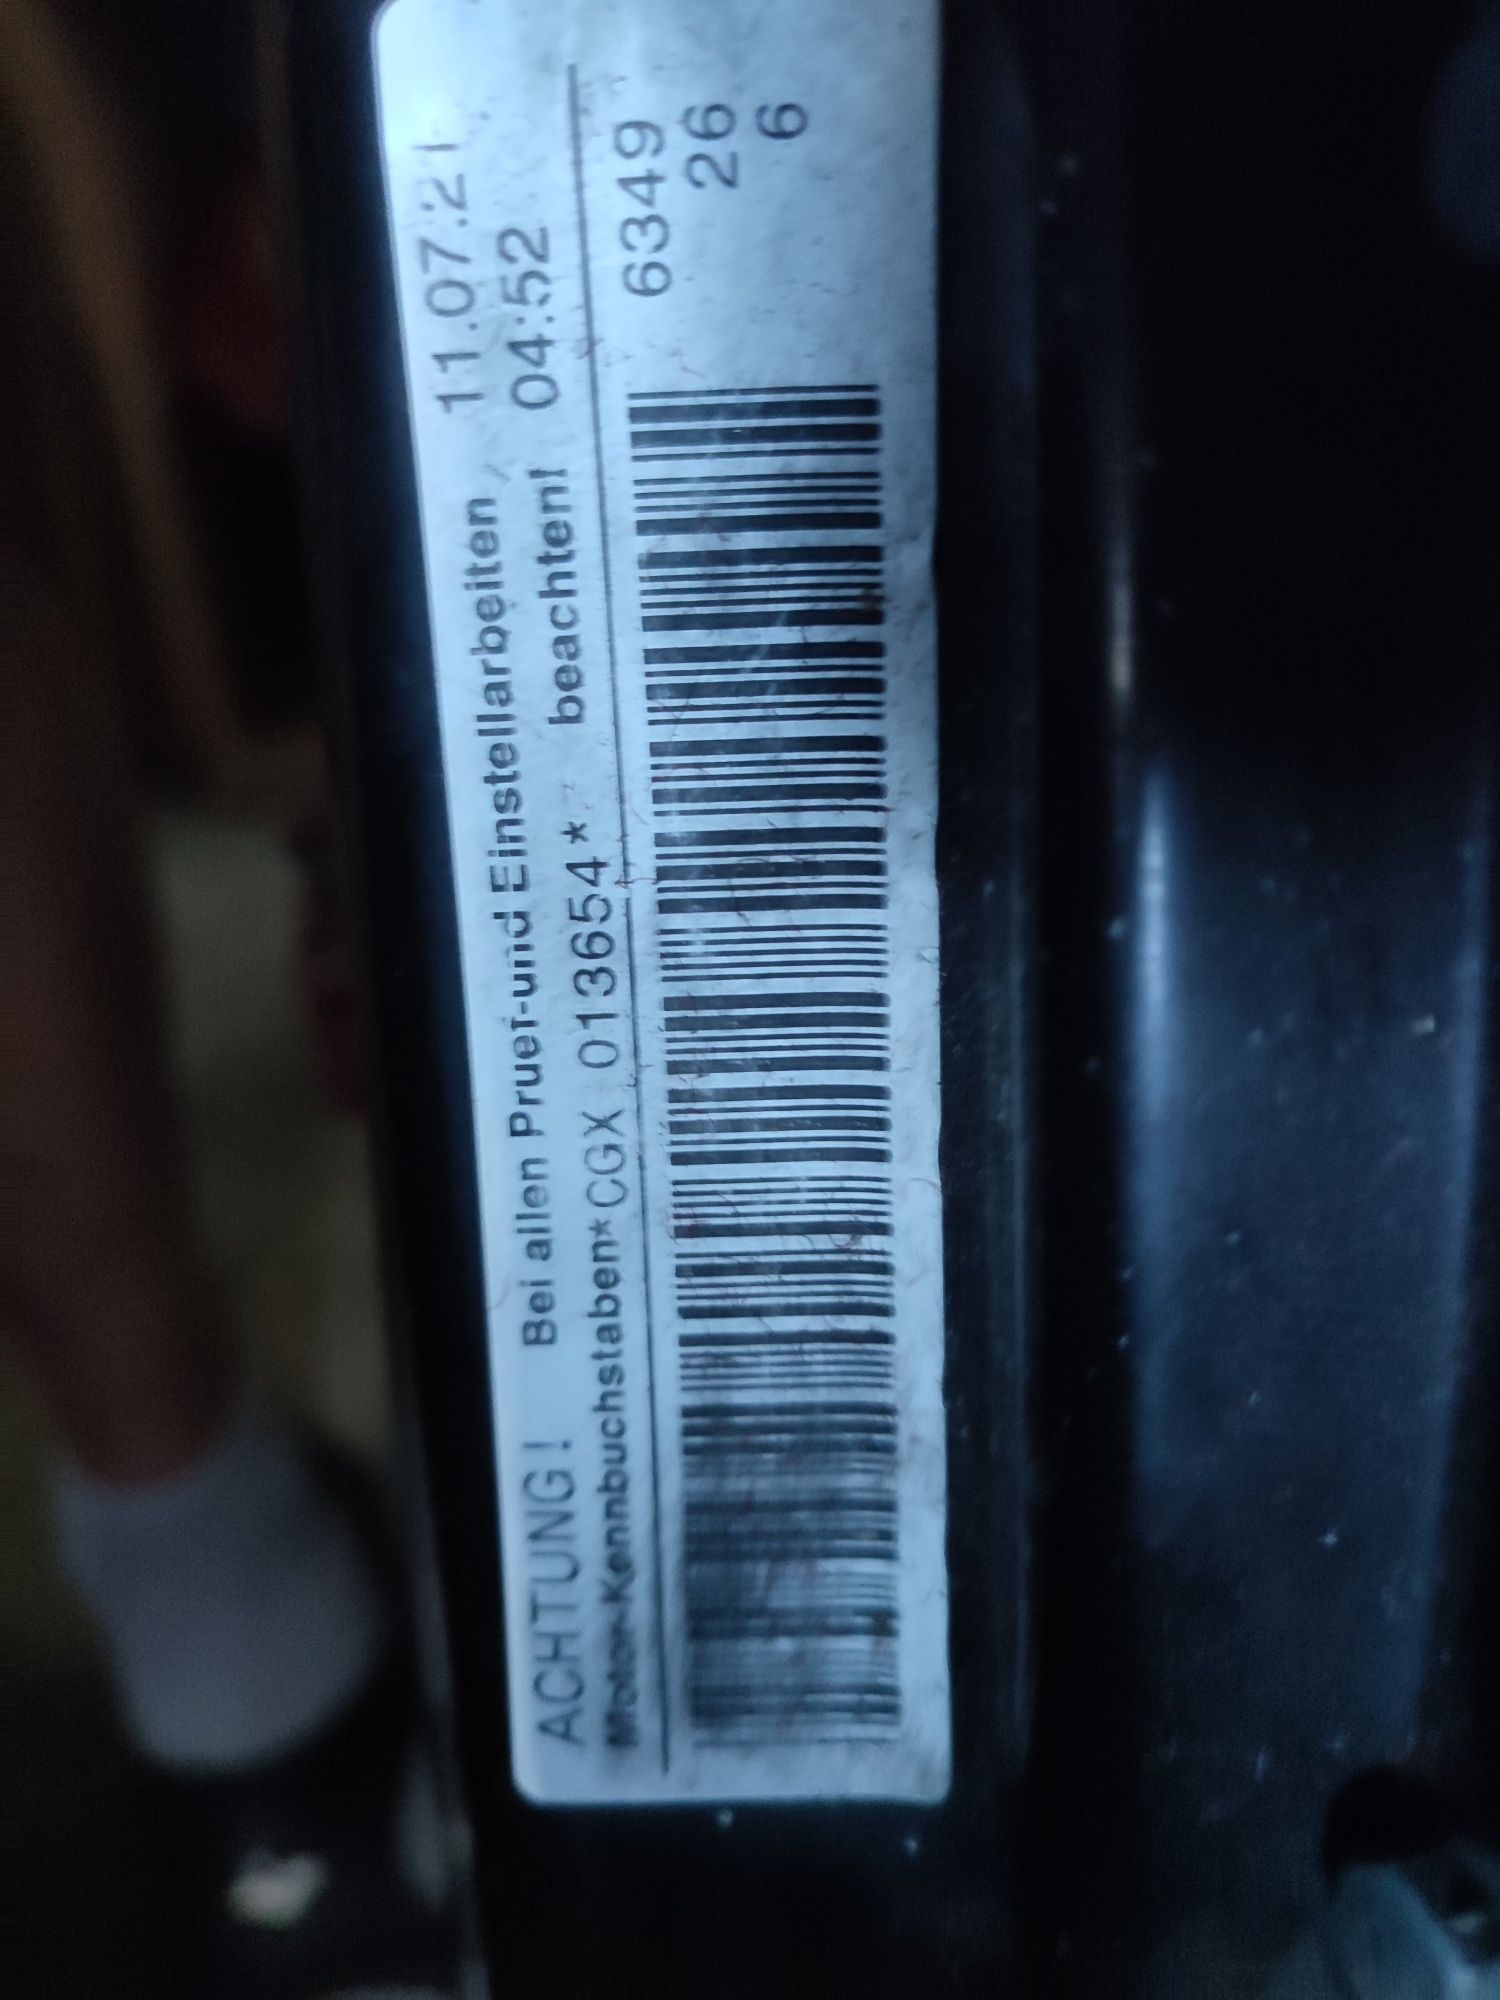 ACHTUNG! Bei allen Pruef-und Einstellarbeiten 11.07.21
Motor-Kennbuchstaben*CGX 013654* beachten! 04:52
6349
26
6